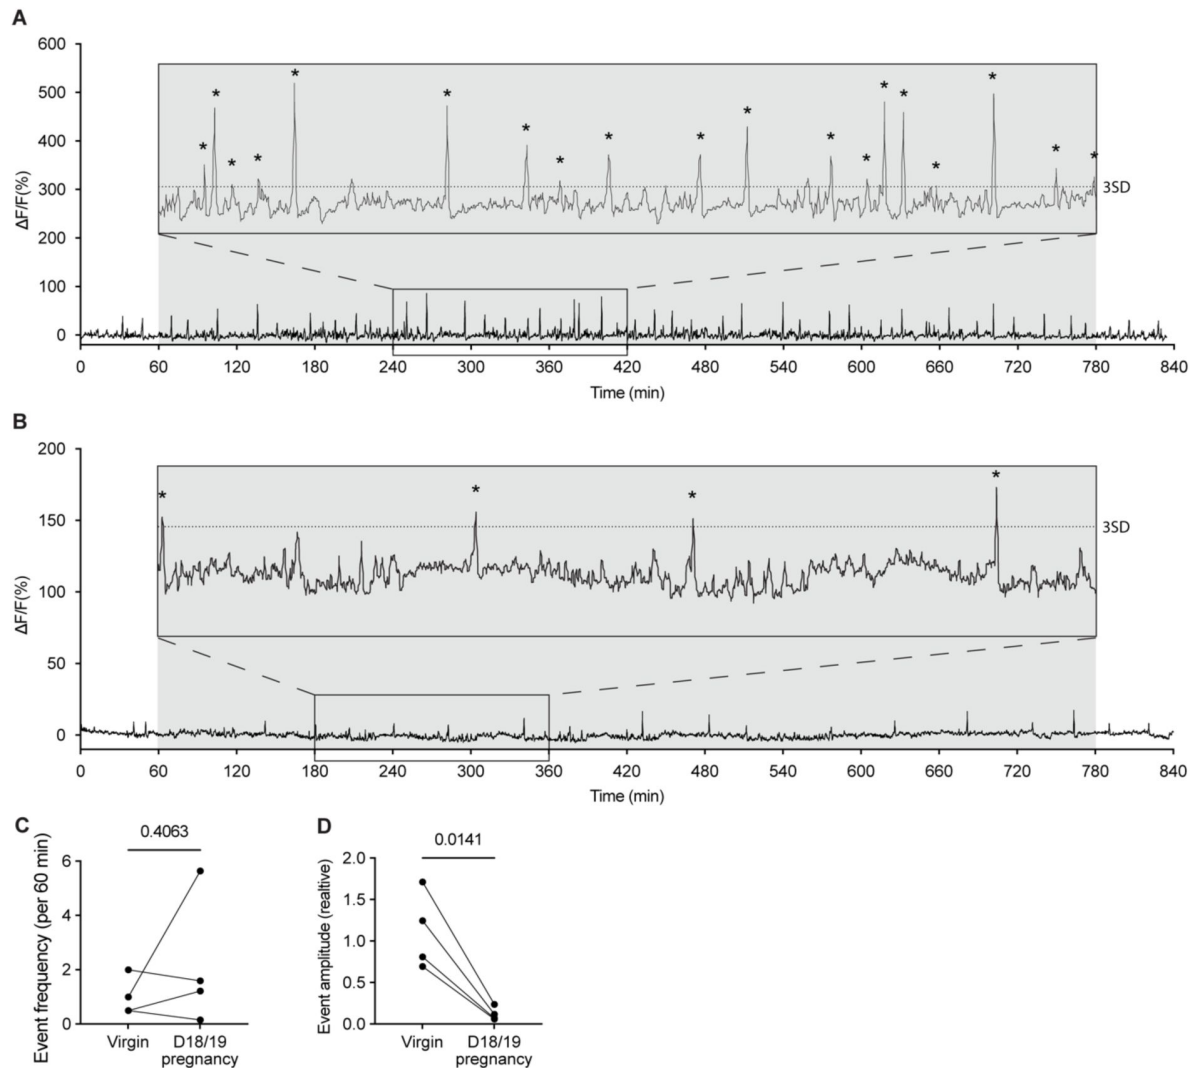 A
600
500
400
300
200
100
0
ΔF/F(%)
* * * * * * * * * * * * * * * * * * *
3SD
0 60 120 180 240 300 360 420 480 540 600 660 720 780 840
Time (min)
B
200
150
100
50
0
ΔF/F(%)
* * * *
3SD
0 60 120 180 240 300 360 420 480 540 600 660 720 780 840
Time (min)
C
0.4063
Event frequency (per 60 min)
6
4
2
0
Virgin D18/19
pregnancy
D
0.0141
Event amplitude (realtive)
2.0
1.5
1.0
0.5
0.0
Virgin D18/19
pregnancy